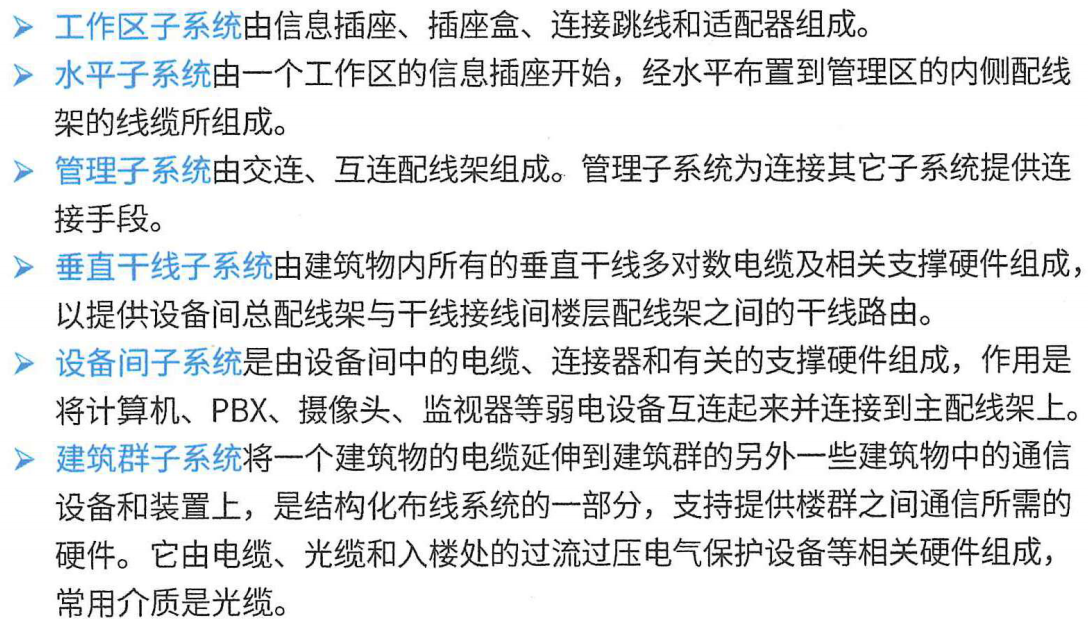 ➢ 工作区子系统由信息插座、插座盒、连接跳线和适配器组成。
➢ 水平子系统由一个工作区的信息插座开始，经水平布置到管理区的内侧配线
架的线缆所组成。
➢ 管理子系统由交连、互连配线架组成。管理子系统为连接其它子系统提供连
接手段。
➢ 垂直干线子系统由建筑物内所有的垂直干线多对数电缆及相关支撑硬件组成，
以提供设备间总配线架与干线接线间楼层配线架之间的干线路由。
➢ 设备间子系统是由设备间中的电缆、连接器和有关的支撑硬件组成，作用是
将计算机、PBX、摄像头、监视器等弱电设备互连起来并连接到主配线架上。
➢ 建筑群子系统将一个建筑物的电缆延伸到建筑群的另外一些建筑物中的通信
设备和装置上，是结构化布线系统的一部分，支持提供楼群之间通信所需的
硬件。它由电缆、光缆和入楼处的过流过压电气保护设备等相关硬件组成，
常用介质是光缆。